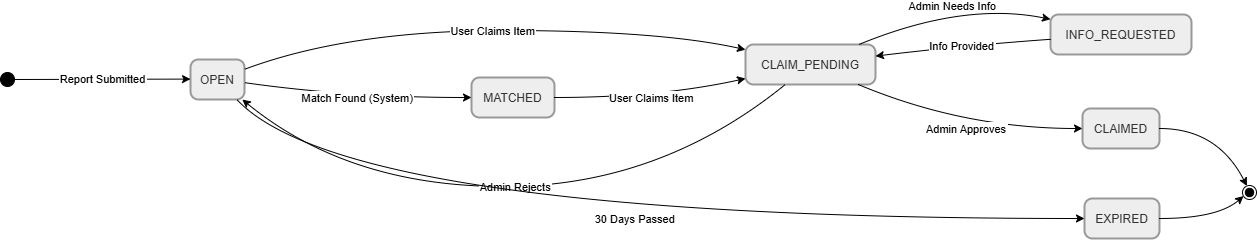 Admin Needs Info
User Claims Item
INFO_REQUESTED
Info Provided
CLAIM_PENDING
Report Submitted
OPEN
Match Found (System)
MATCHED
User Claims Item
Admin Approves
CLAIMED
Admin Rejects
30 Days Passed
EXPIRED